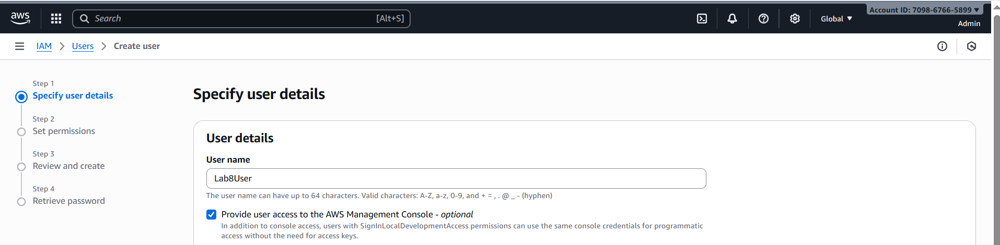 aws
Search [Alt+S]
Global ▼
Account ID: 7098-6766-5899 ▼
Admin
IAM > Users > Create user
Step 1
Specify user details
Step 2
Set permissions
Step 3
Review and create
Step 4
Retrieve password
Specify user details
User details
User name
Lab8User
The user name can have up to 64 characters. Valid characters: A-Z, a-z, 0-9, and + = , . @ _ - (hyphen)
Provide user access to the AWS Management Console - optional
In addition to console access, users with SignInLocalDevelopmentAccess permissions can use the same console credentials for programmatic
access without the need for access keys.